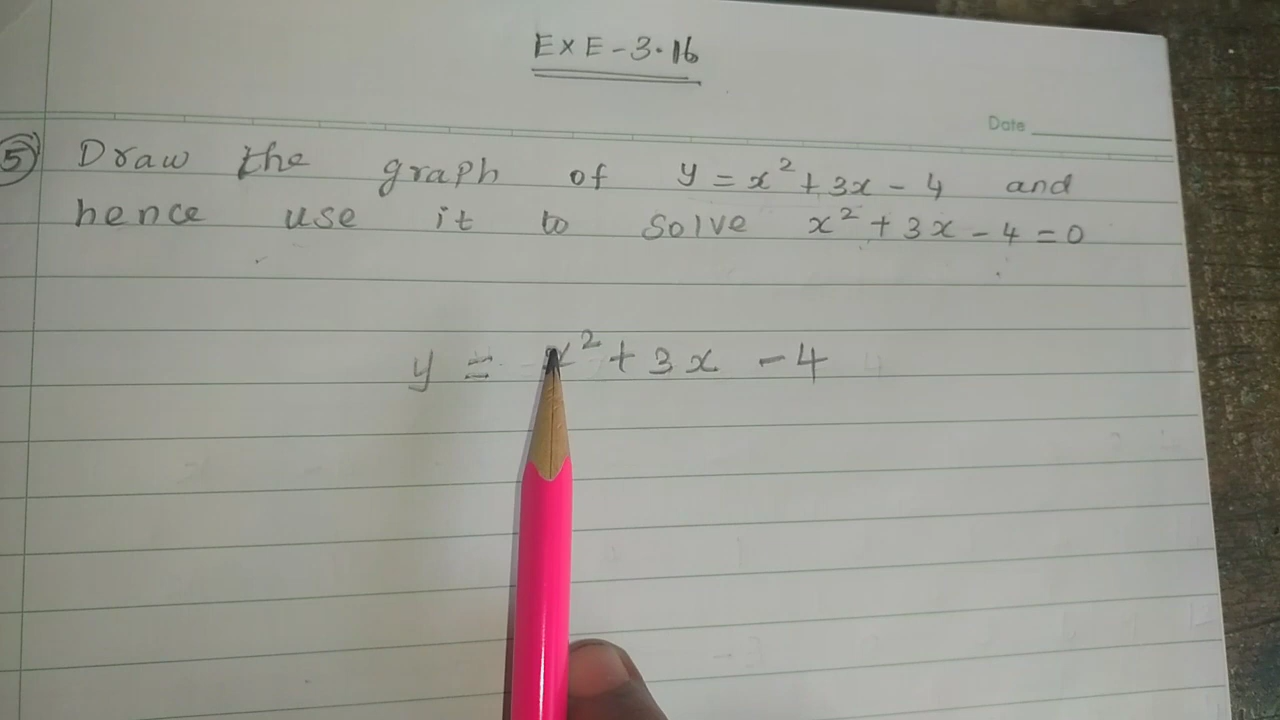 EXE-3.16
Date
5 Draw the graph of y = x² + 3x - 4 and
hence use it to solve x² + 3x - 4 = 0
y = x² + 3x - 4